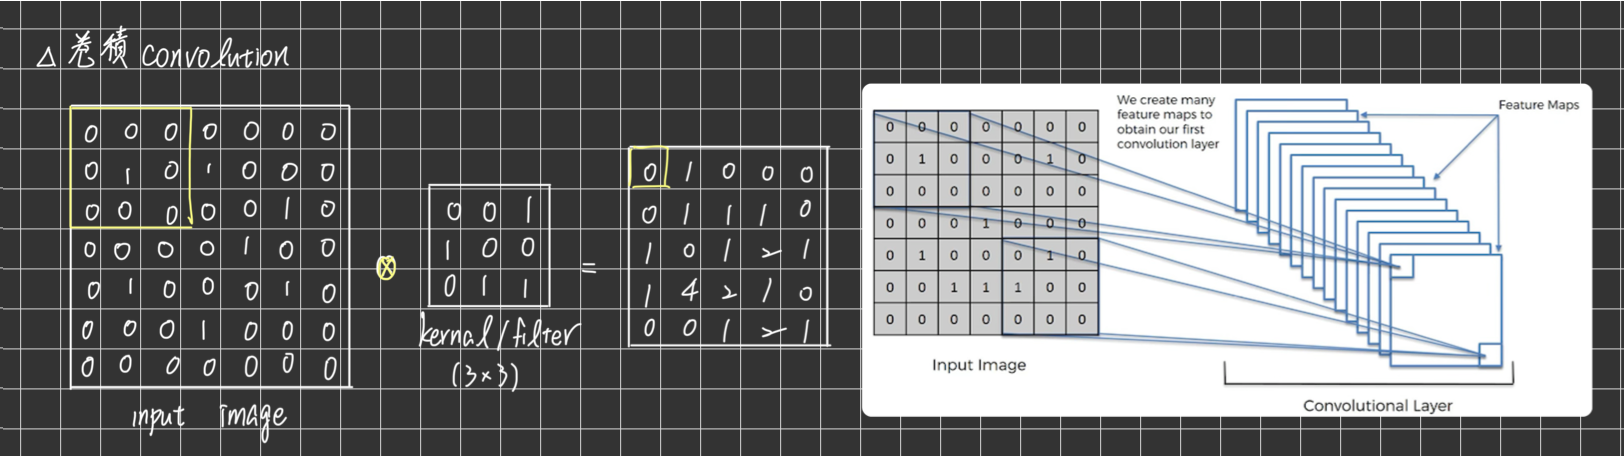 △ 卷積 convolution
0 0 0 0 0 0 0
0 1 0 1 0 0 0
0 0 0 0 0 1 0
0 0 0 0 1 0 0
0 1 0 0 0 1 0
0 0 0 1 0 0 0
0 0 0 0 0 0 0
input image
⊗
0 0 1
1 0 0
0 1 1
kernal/filter
(3×3)
=
0 1 0 0 0
0 1 1 1 0
1 0 1 2 1
1 4 2 1 0
0 0 1 2 1
0 0 0 0 0 0 0
0 1 0 0 0 1 0
0 0 0 0 0 0 0
0 0 0 1 0 0 0
0 1 0 0 0 1 0
0 0 1 1 1 0 0
0 0 0 0 0 0 0
Input Image
We create many
feature maps to
obtain our first
convolution layer
Feature Maps
Convolutional Layer